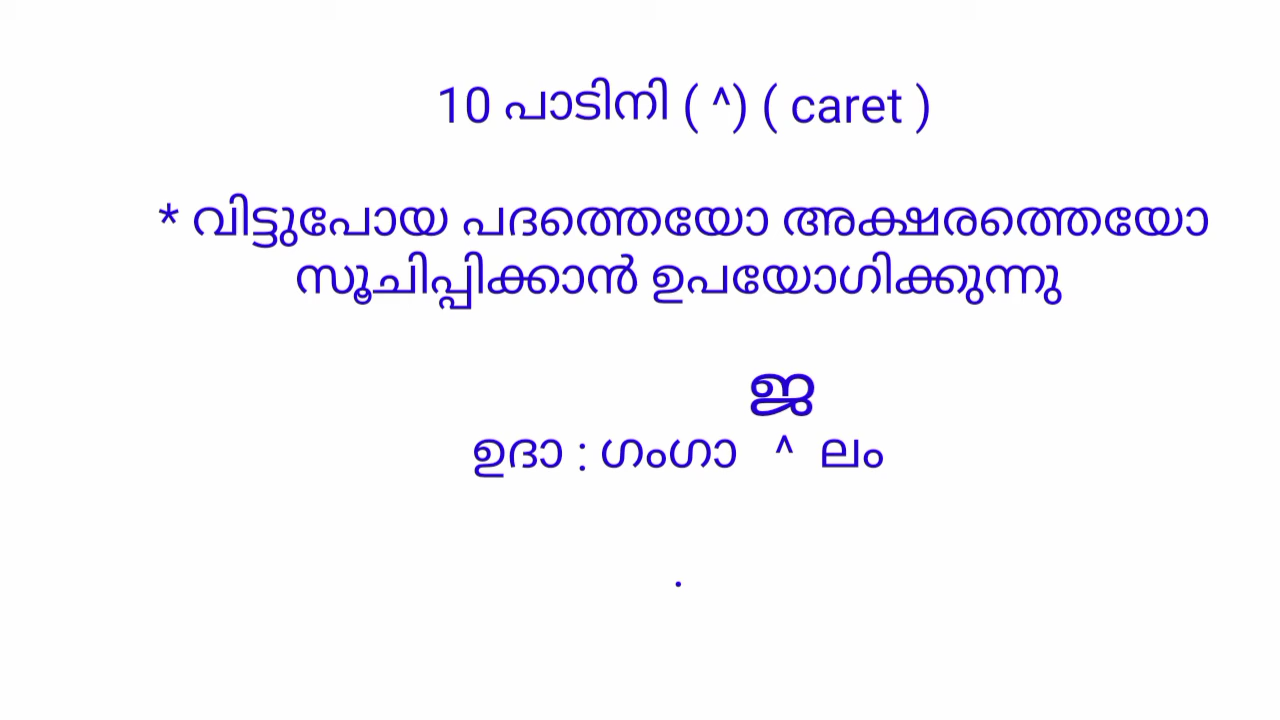 10 പാടിനി ( ^) ( caret )
* വിട്ടുപോയ പദത്തെയോ അക്ഷരത്തെയോ
സൂചിപ്പിക്കാൻ ഉപയോഗിക്കുന്നു
ജ
ഉദാ : ഗംഗാ ^ ലം
.